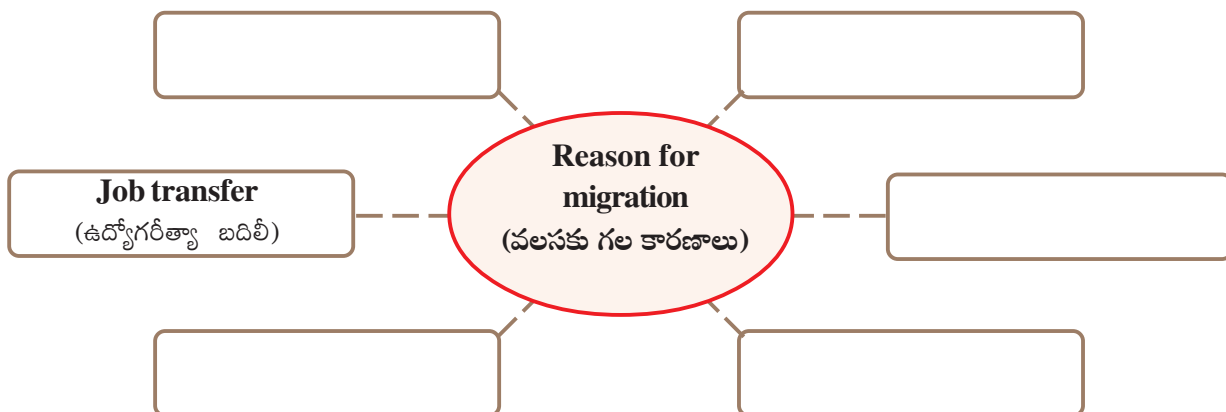 Reason for
migration
(వలసకు గల కారణాలు)
Job transfer
(ఉద్యోగరీత్యా బదిలీ)